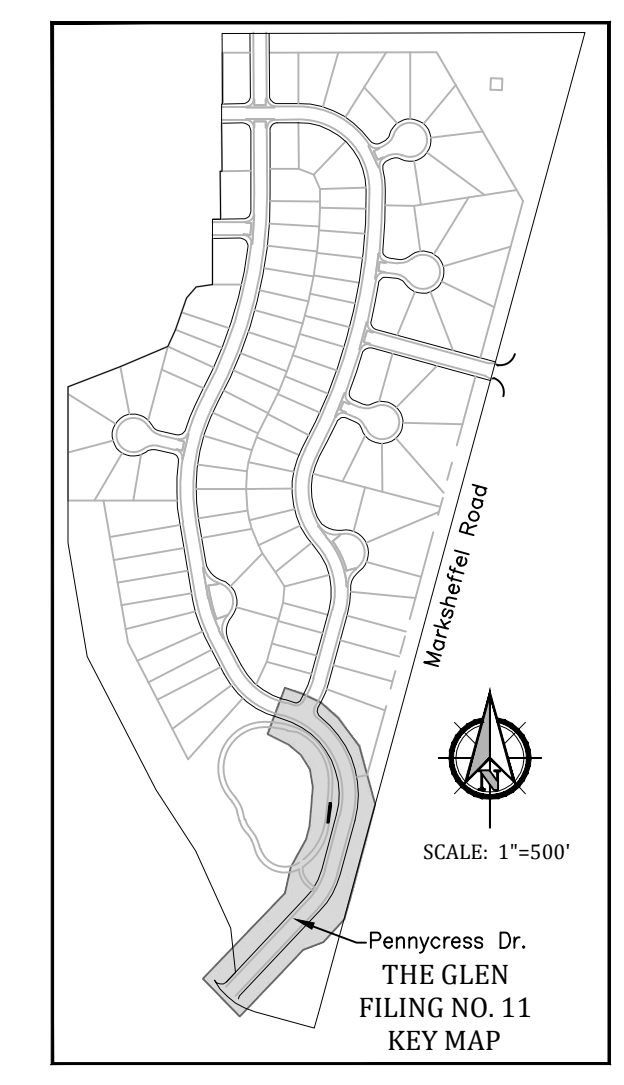 Marksheffel Road
N
SCALE: 1"=500'
Pennycress Dr.
THE GLEN
FILING NO. 11
KEY MAP